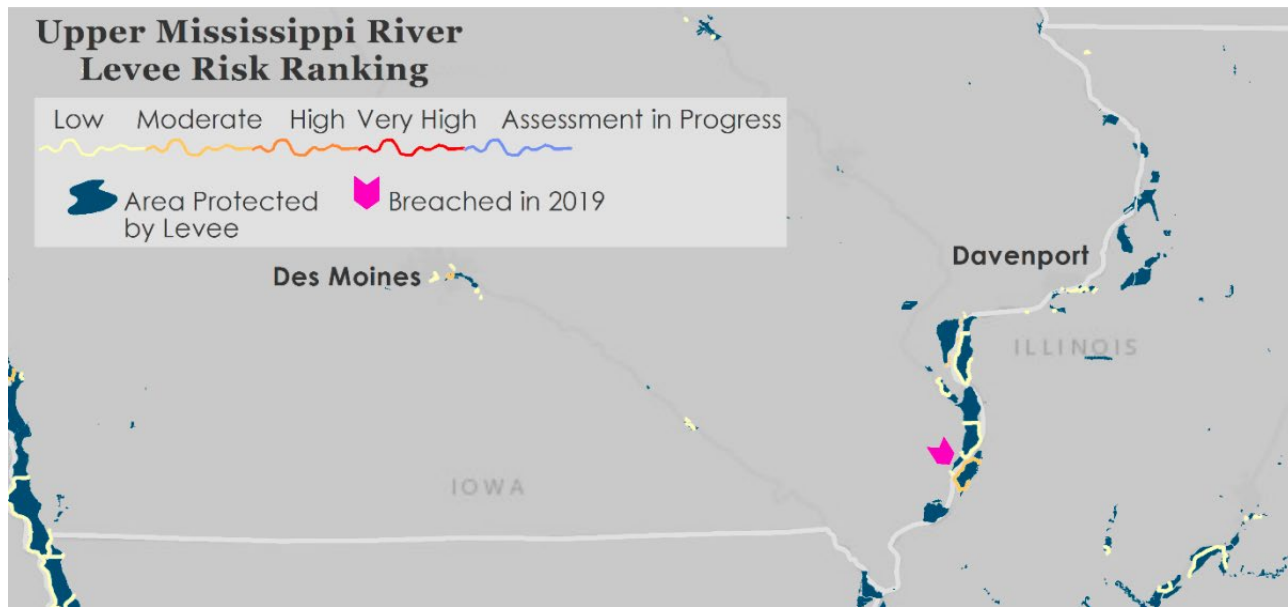 Upper Mississippi River
Levee Risk Ranking
Low Moderate High Very High Assessment in Progress
Area Protected
by Levee
Breached in 2019
Des Moines
Davenport
ILLINOIS
IOWA